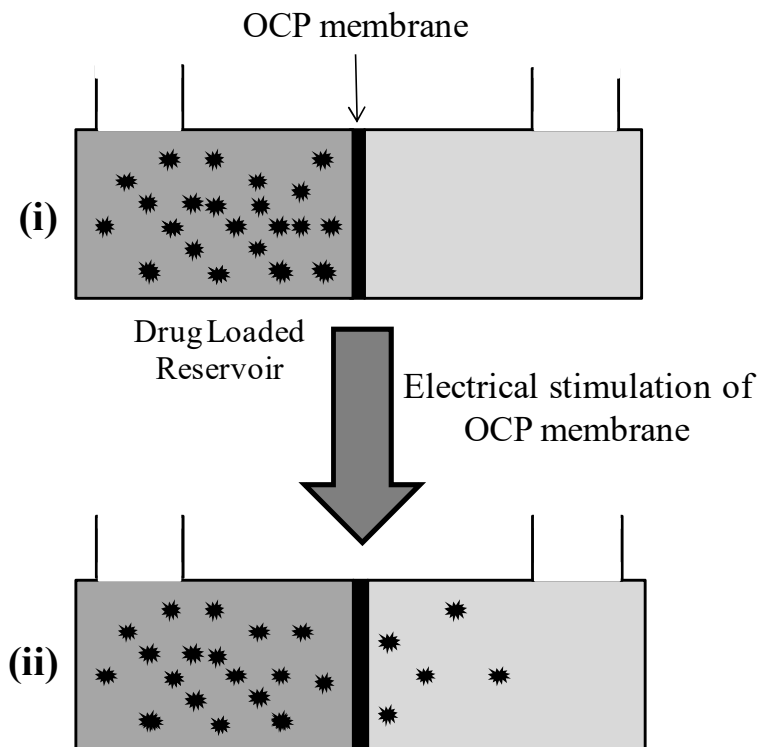 OCP membrane
(i)
Drug Loaded
Reservoir
Electrical stimulation of
OCP membrane
(ii)